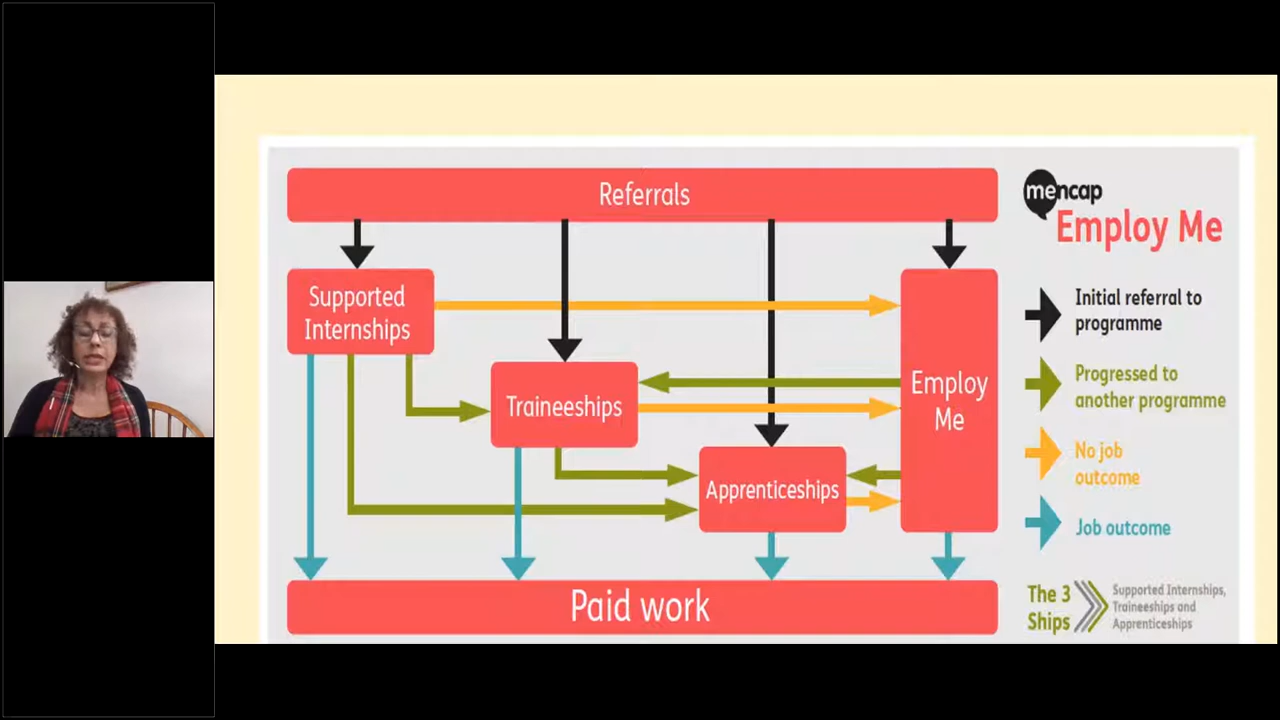 Referrals
Supported
Internships
Traineeships
Apprenticeships
Employ
Me
Paid work
mencap
Employ Me
Initial referral to
programme
Progressed to
another programme
No job
outcome
Job outcome
The 3
Ships
Supported Internships,
Traineeships and
Apprenticeships